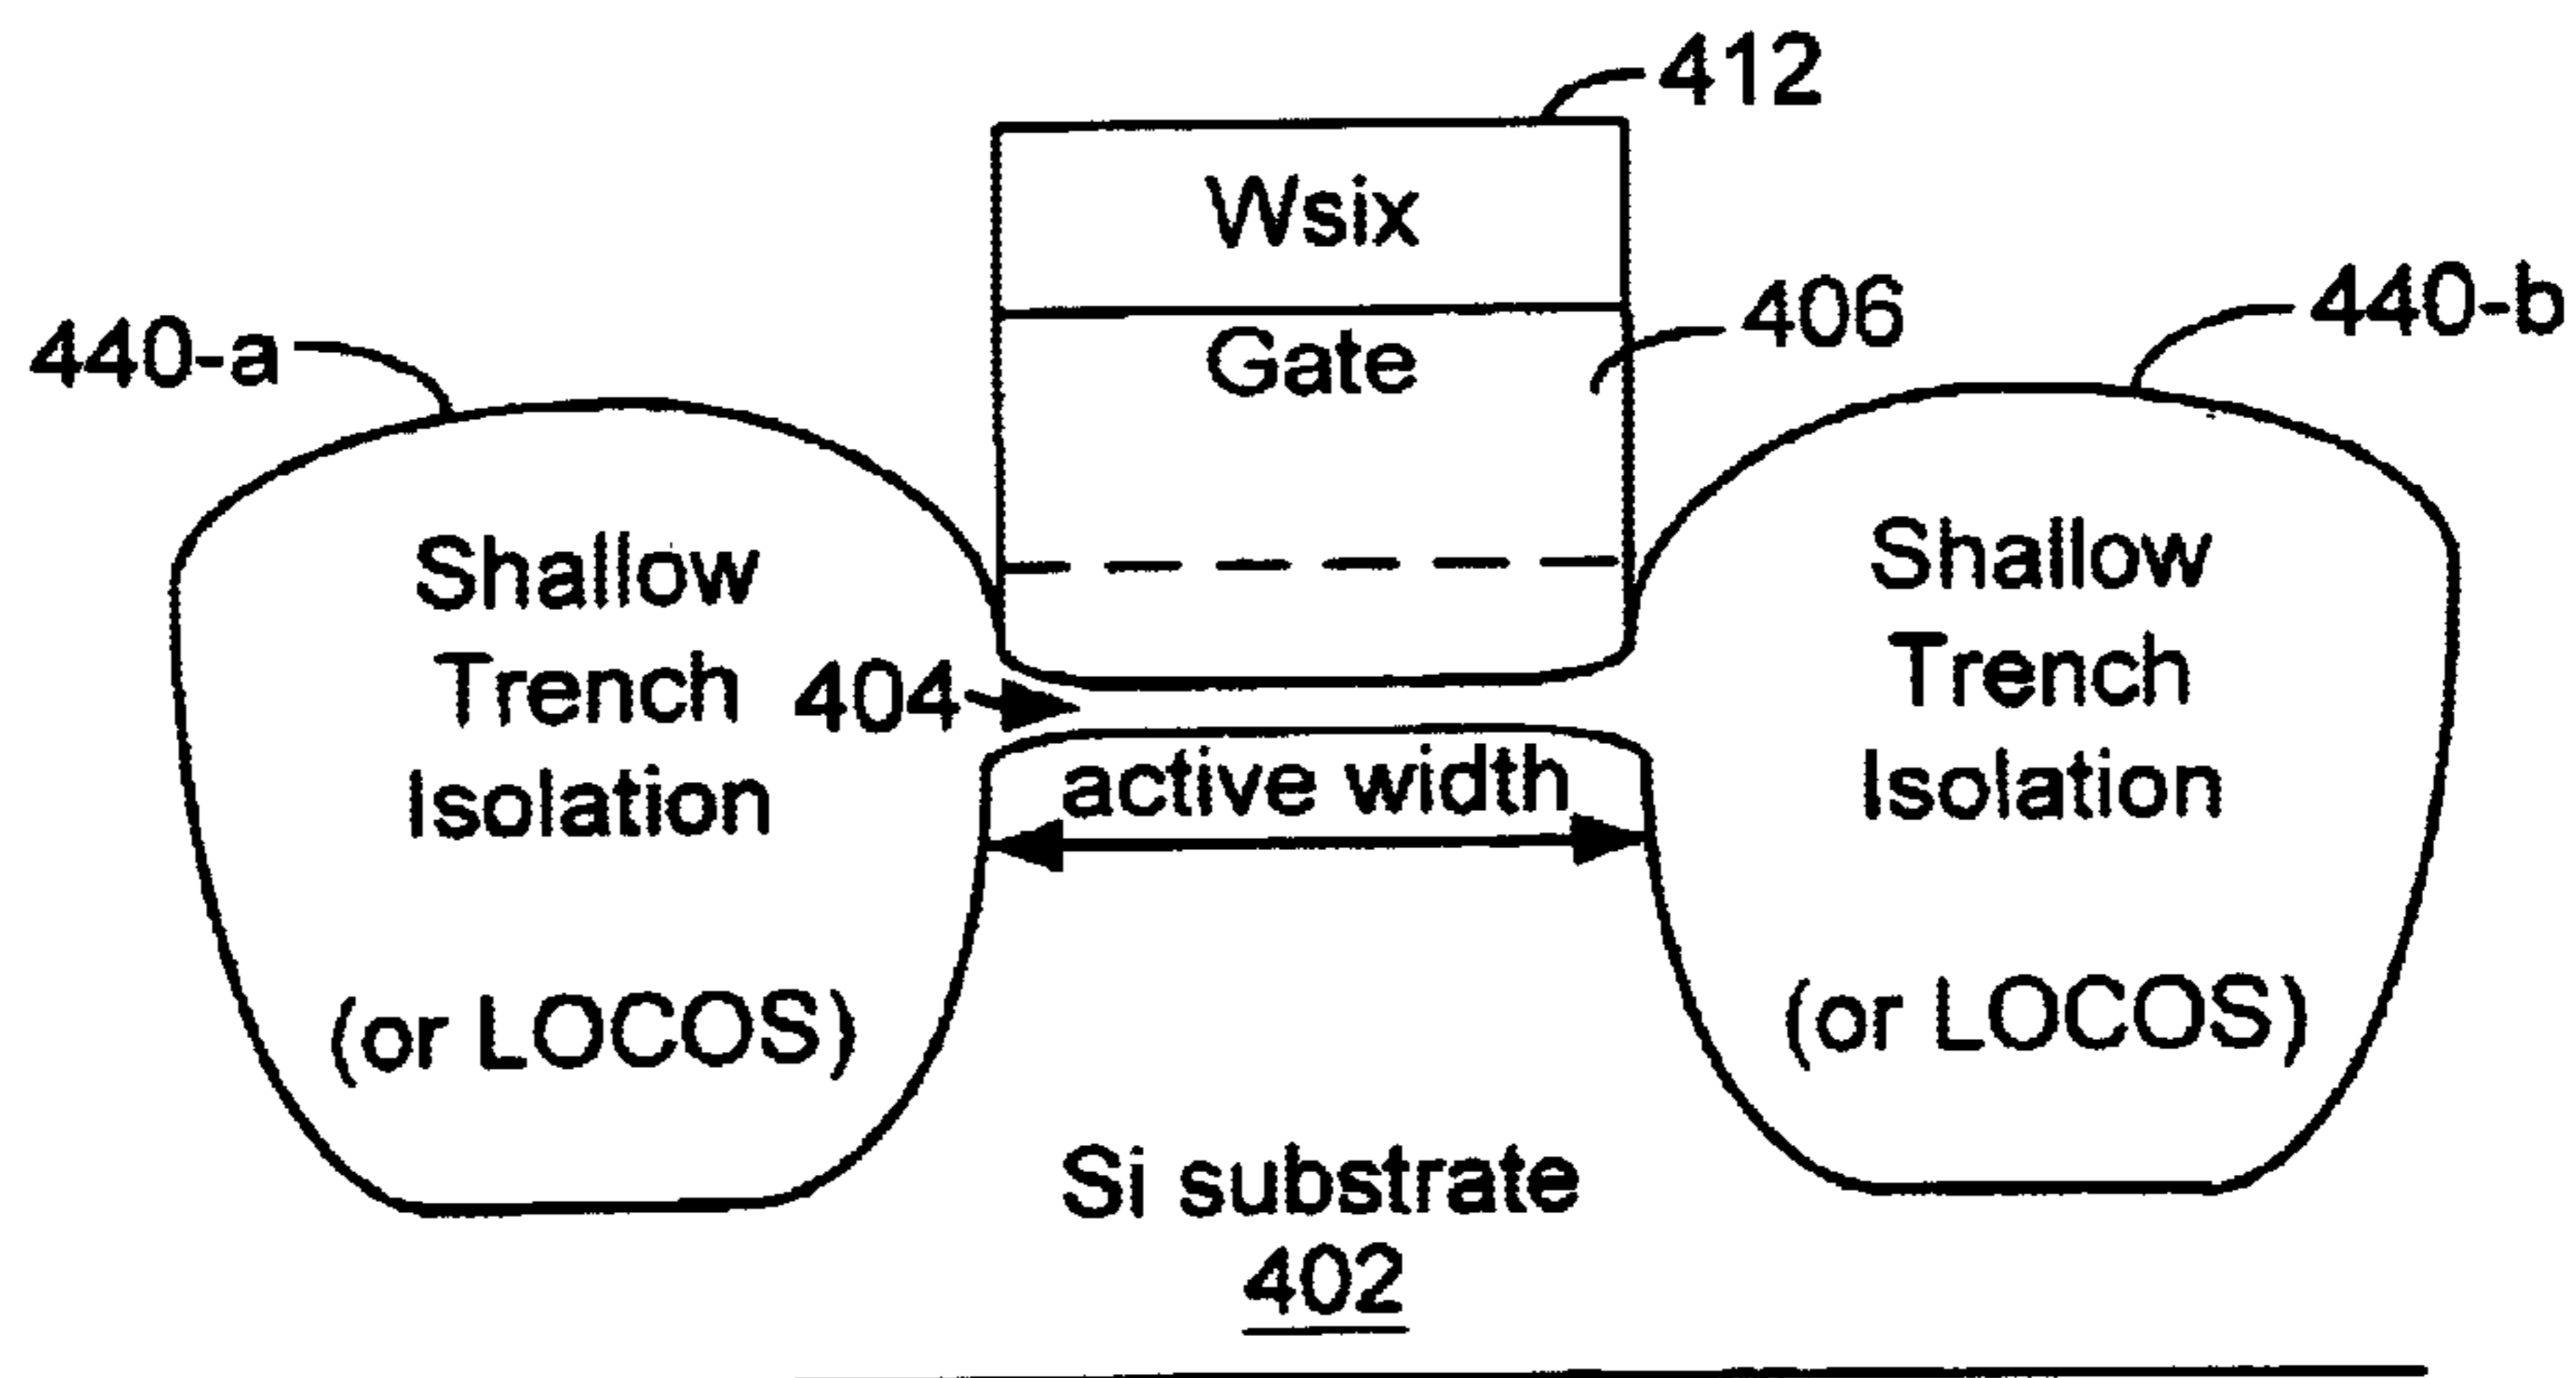 412
Wsix
440-a
Gate
406
440-b
Shallow
Trench
Isolation
(or LOCOS)
404
active width
Shallow
Trench
Isolation
(or LOCOS)
Si substrate
402